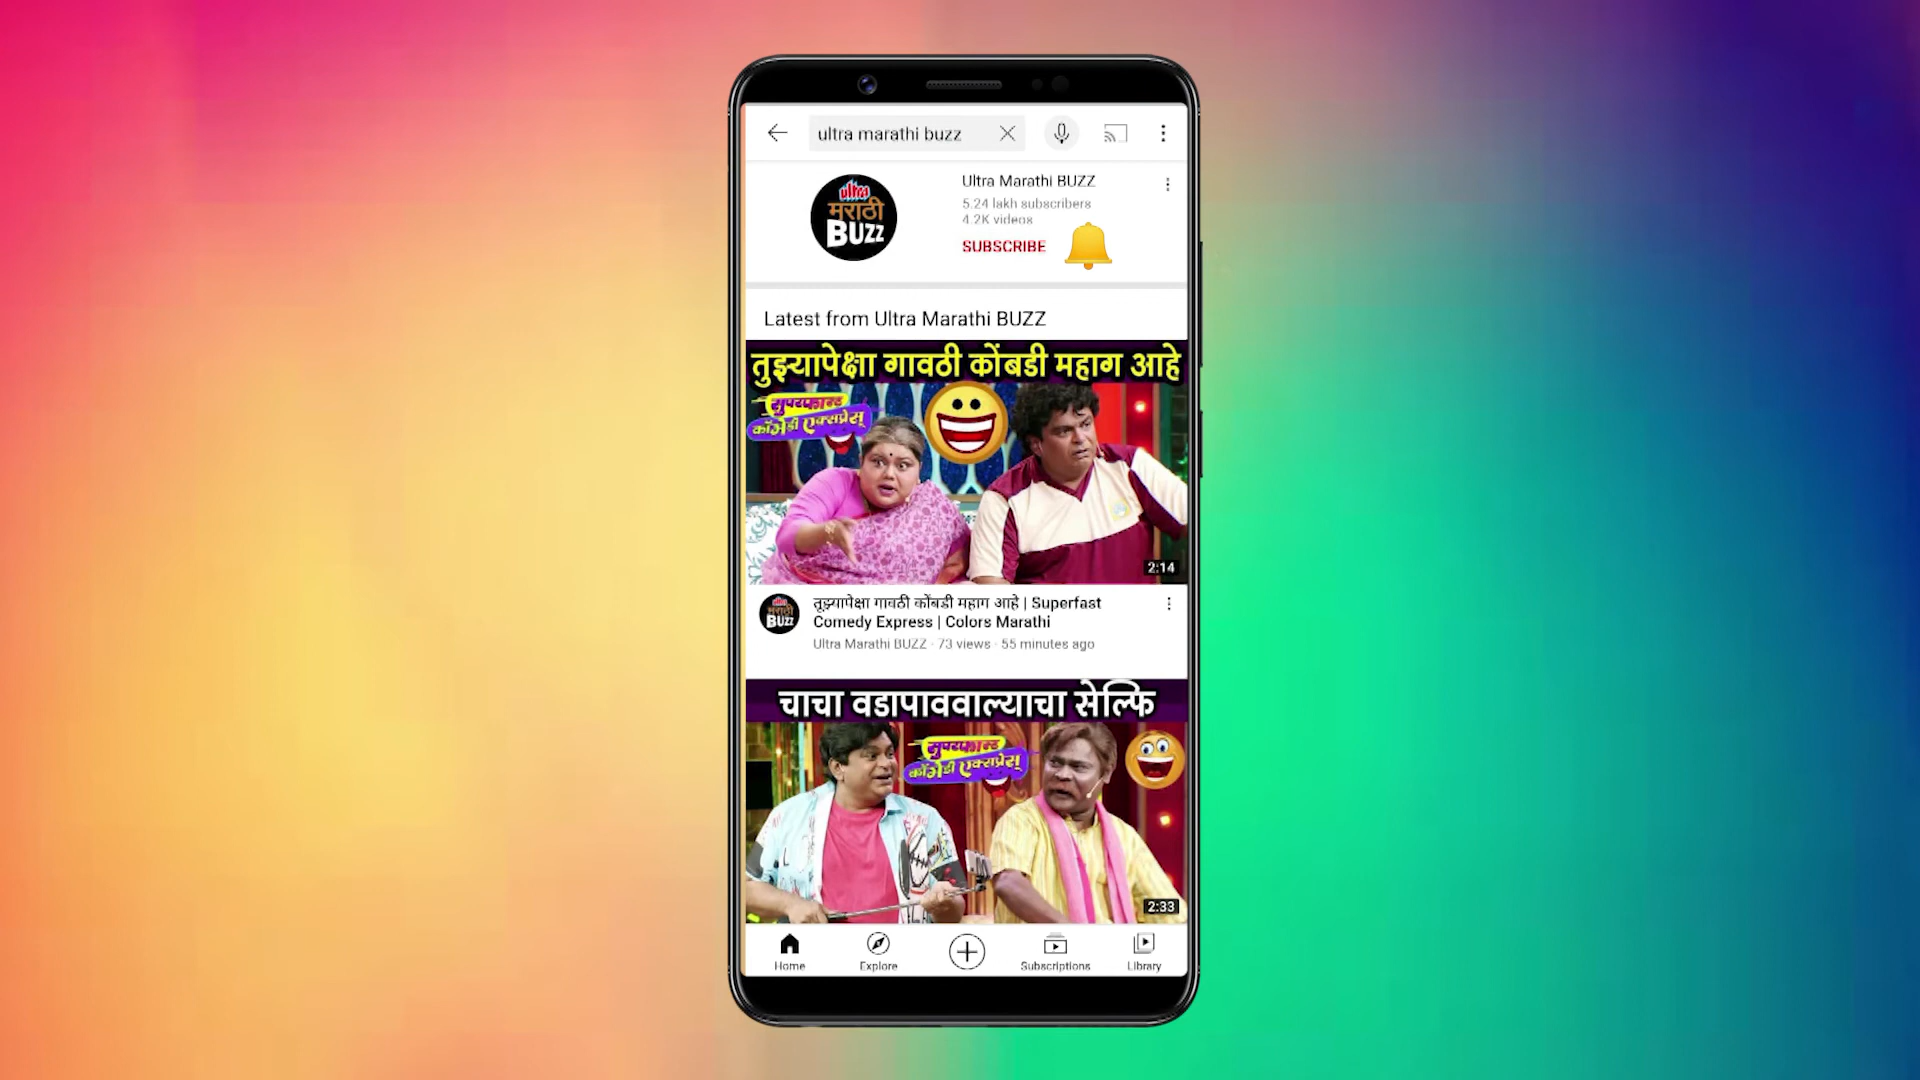 ultra marathi buzz
ultra
मराठी
BUZZ
Ultra Marathi BUZZ
5.24 lakh subscribers
4.2K videos
SUBSCRIBE
Latest from Ultra Marathi BUZZ
तुझ्यापेक्षा गावठी कोंबडी महाग आहे
सुपरफास्ट
कॉमेडी एक्सप्रेस्
2:14
ultra
मराठी
BUZZ
तूझ्यापेक्षा गावठी कोंबडी महाग आहे | Superfast
Comedy Express | Colors Marathi
Ultra Marathi BUZZ · 73 views · 55 minutes ago
चाचा वडापाववाल्याचा सेल्फि
सुपरफास्ट
कॉमेडी एक्सप्रेस्
2:33
Home
Explore
Subscriptions
Library